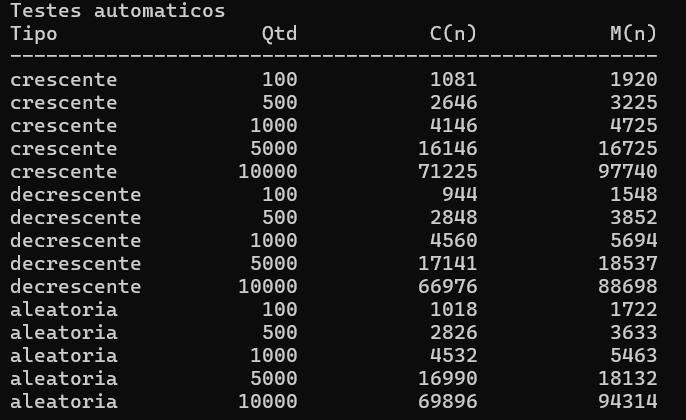 Testes automaticos
Tipo Qtd C(n) M(n)
------------------------------------------------------
crescente 100 1081 1920
crescente 500 2646 3225
crescente 1000 4146 4725
crescente 5000 16146 16725
crescente 10000 71225 97740
decrescente 100 944 1548
decrescente 500 2848 3852
decrescente 1000 4560 5694
decrescente 5000 17141 18537
decrescente 10000 66976 88698
aleatoria 100 1018 1722
aleatoria 500 2826 3633
aleatoria 1000 4532 5463
aleatoria 5000 16990 18132
aleatoria 10000 69896 94314